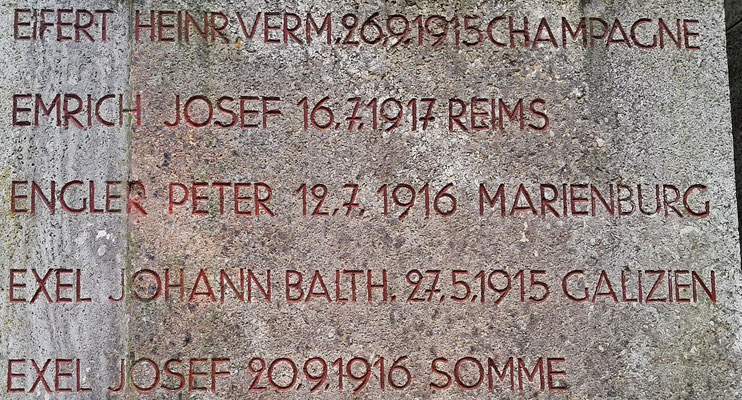 EIFERT HEINR.VERM.26.9.1915 CHAMPAGNE
EMRICH JOSEF 16.7.1917 REIMS
ENGLER PETER 12.7.1916 MARIENBURG
EXEL JOHANN BALTH. 27.5.1915 GALIZIEN
EXEL JOSEF 20.9.1916 SOMME